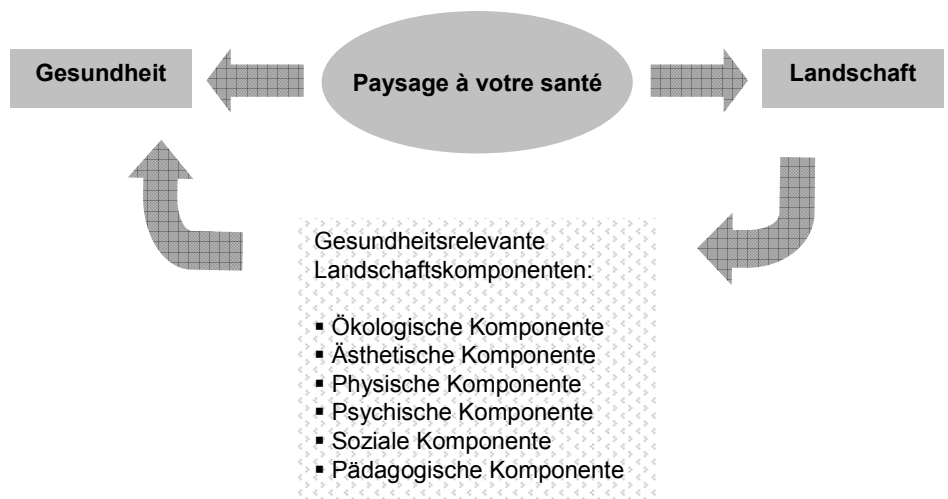 Gesundheit
Paysage à votre santé
Landschaft
Gesundheitsrelevante
Landschaftskomponenten:
▪ Ökologische Komponente
▪ Ästhetische Komponente
▪ Physische Komponente
▪ Psychische Komponente
▪ Soziale Komponente
▪ Pädagogische Komponente